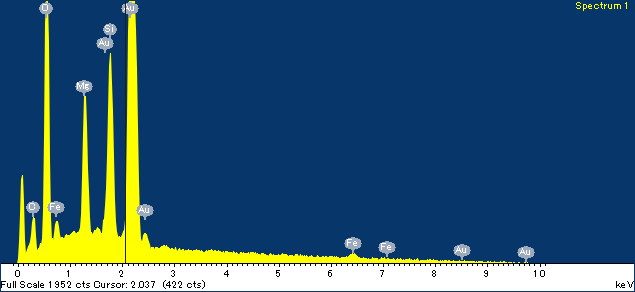 Spectrum 1
O Au
Si
Au
Mg
C Fe Au
Fe Fe Au Au
0 1 2 3 4 5 6 7 8 9 10
Full Scale 1952 cts Cursor: 2.037 (422 cts) keV